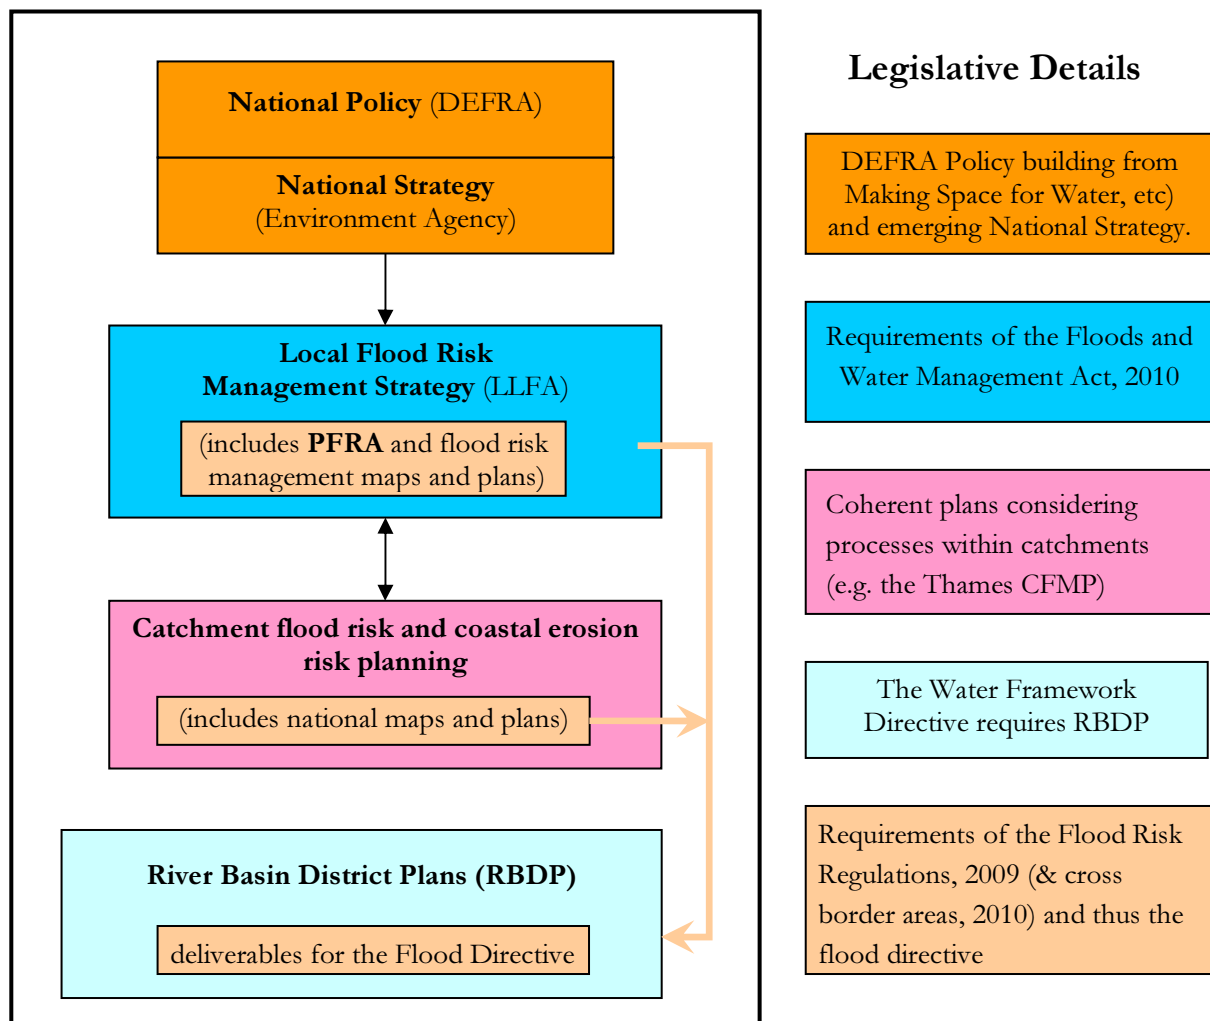 National Policy (DEFRA)
National Strategy
(Environment Agency)
Local Flood Risk
Management Strategy (LLFA)
(includes PFRA and flood risk
management maps and plans)
Catchment flood risk and coastal erosion
risk planning
(includes national maps and plans)
River Basin District Plans (RBDP)
deliverables for the Flood Directive
Legislative Details
DEFRA Policy building from
Making Space for Water, etc)
and emerging National Strategy.
Requirements of the Floods and
Water Management Act, 2010
Coherent plans considering
processes within catchments
(e.g. the Thames CFMP)
The Water Framework
Directive requires RBDP
Requirements of the Flood Risk
Regulations, 2009 (& cross
border areas, 2010) and thus the
flood directive